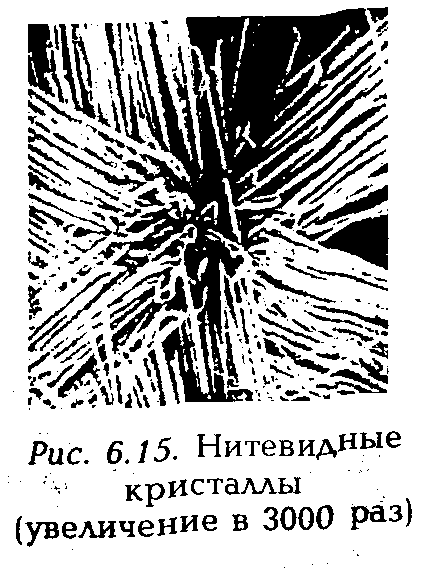 Рис. 6.15. Нитевидные
кристаллы
(увеличение в 3000 раз)